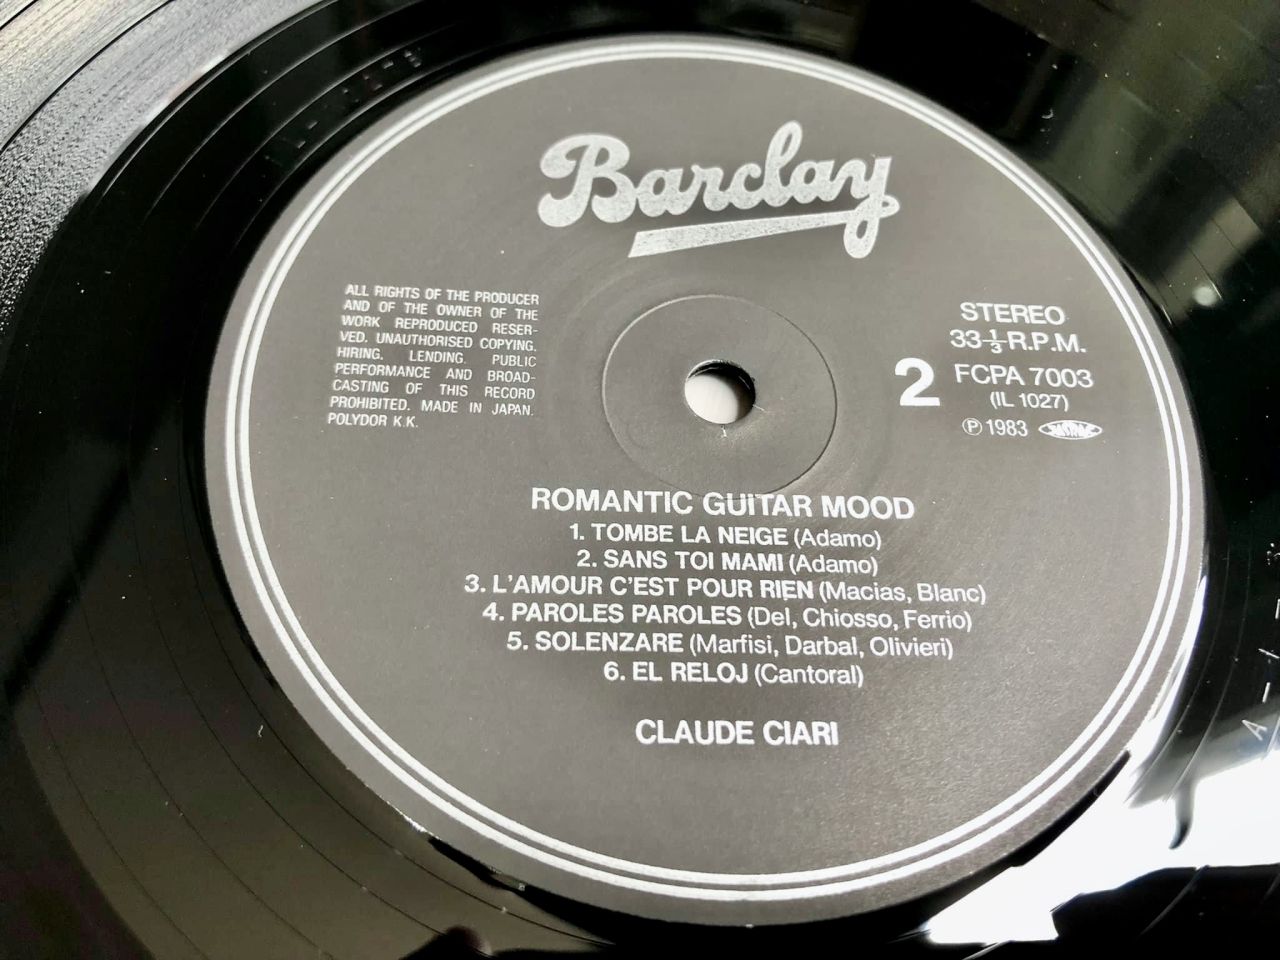 Barclay
ALL RIGHTS OF THE PRODUCER
AND OF THE OWNER OF THE
WORK REPRODUCED RESER-
VED. UNAUTHORISED COPYING.
HIRING. LENDING. PUBLIC
PERFORMANCE AND BROAD-
CASTING OF THIS RECORD
PROHIBITED. MADE IN JAPAN.
POLYDOR K.K.
STEREO
33 1/3 R.P.M.
2
FCPA 7003
(IL 1027)
Ⓟ 1983
ROMANTIC GUITAR MOOD
1. TOMBE LA NEIGE (Adamo)
2. SANS TOI MAMI (Adamo)
3. L'AMOUR C'EST POUR RIEN (Macias, Blanc)
4. PAROLES PAROLES (Del, Chiosso, Ferrio)
5. SOLENZARE (Marfisi, Darbal, Olivieri)
6. EL RELOJ (Cantoral)
CLAUDE CIARI